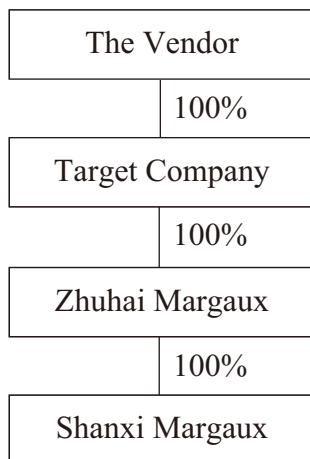 The Vendor
100%
Target Company
100%
Zhuhai Margaux
100%
Shanxi Margaux